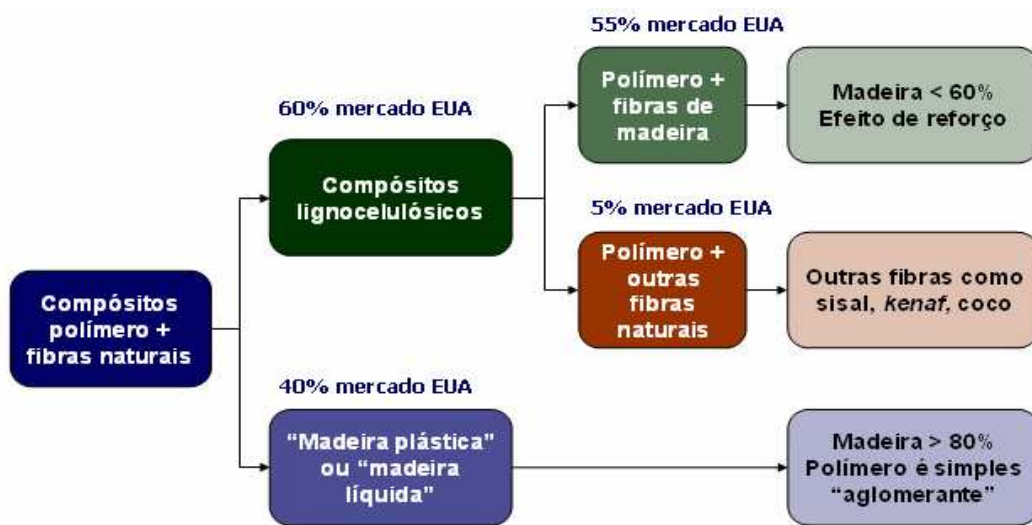 55% mercado EUA
Polímero +
fibras de
madeira
Madeira < 60%
Efeito de reforço
60% mercado EUA
Compósitos
lignocelulósicos
5% mercado EUA
Polímero +
outras
fibras
naturais
Outras fibras como
sisal, kenaf, coco
Compósitos
polímero +
fibras naturais
40% mercado EUA
“Madeira plástica”
ou “madeira
líquida”
Madeira > 80%
Polímero é simples
“aglomerante”